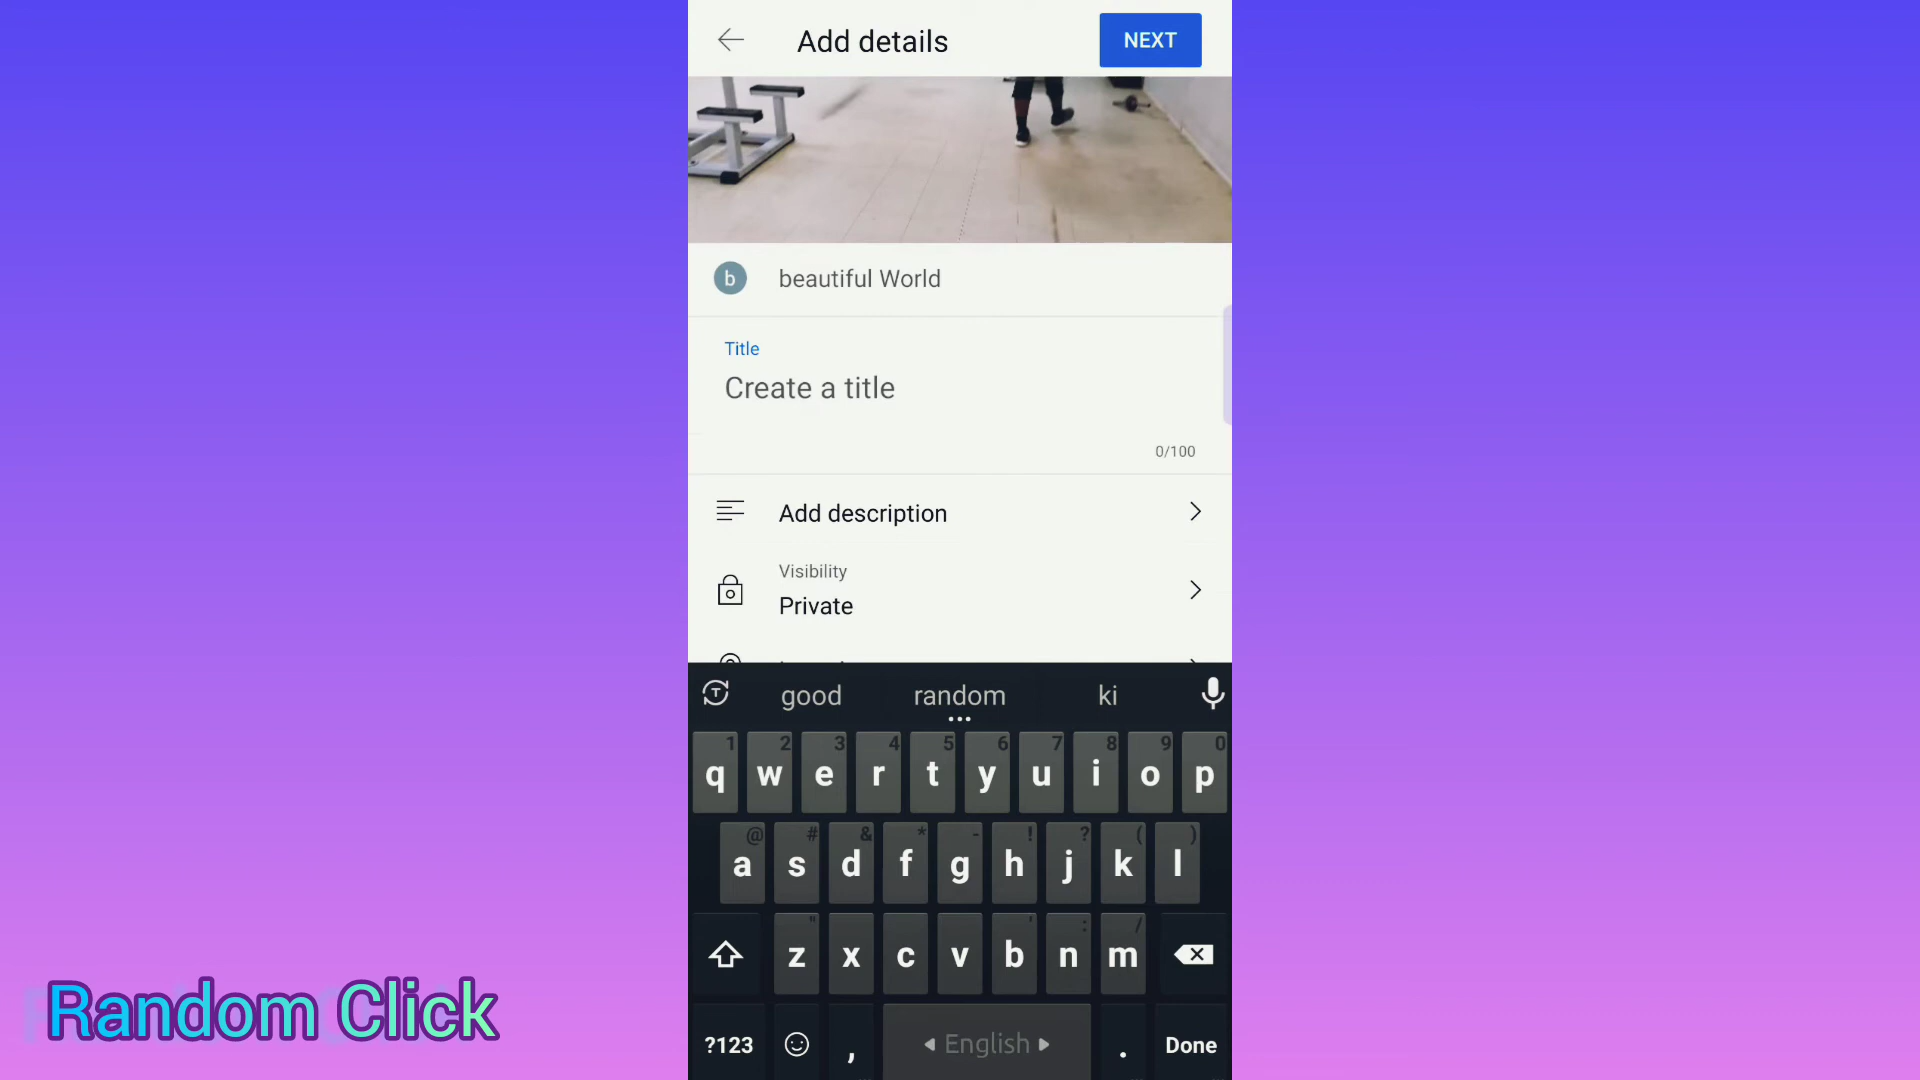 Add details
NEXT
b
beautiful World
Title
Create a title
0/100
Add description
Visibility
Private
good random ki
1 2 3 4 5 6 7 8 9 0
q w e r t y u i o p
@ # & * - ! ? ( )
a s d f g h j k l
" ' : /
z x c v b n m
?123 , English . Done
Random Click